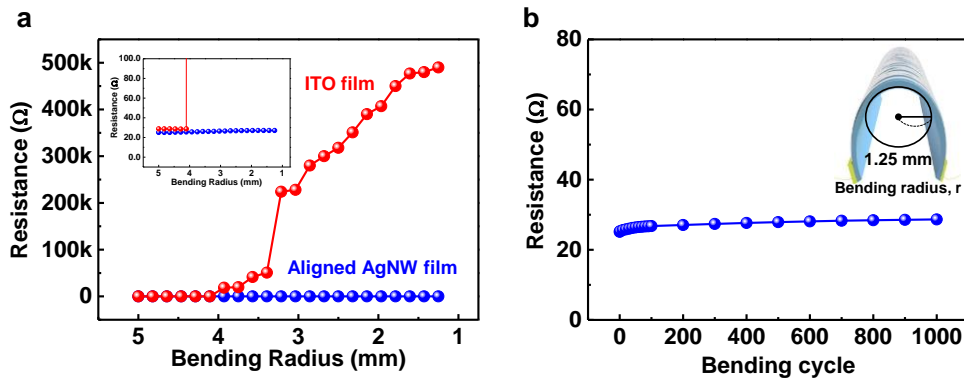 a
500k
400k
300k
200k
100k
0
Resistance (Ω)
5
4
3
2
1
Bending Radius (mm)
ITO film
Aligned AgNW film
100.0
80.0
60.0
40.0
20.0
0.0
Resistance (Ω)
5
4
3
2
1
Bending Radius (mm)
b
80
60
40
20
0
Resistance (Ω)
0
200
400
600
800
1000
Bending cycle
1.25 mm
Bending radius, r